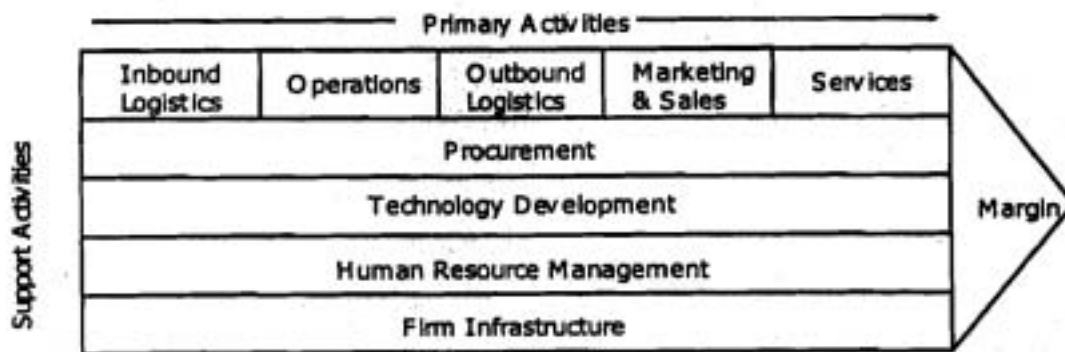 Primary Activities
Inbound
Logistics
Operations
Outbound
Logistics
Marketing
& Sales
Services
Procurement
Technology Development
Human Resource Management
Firm Infrastructure
Support Activities
Margin